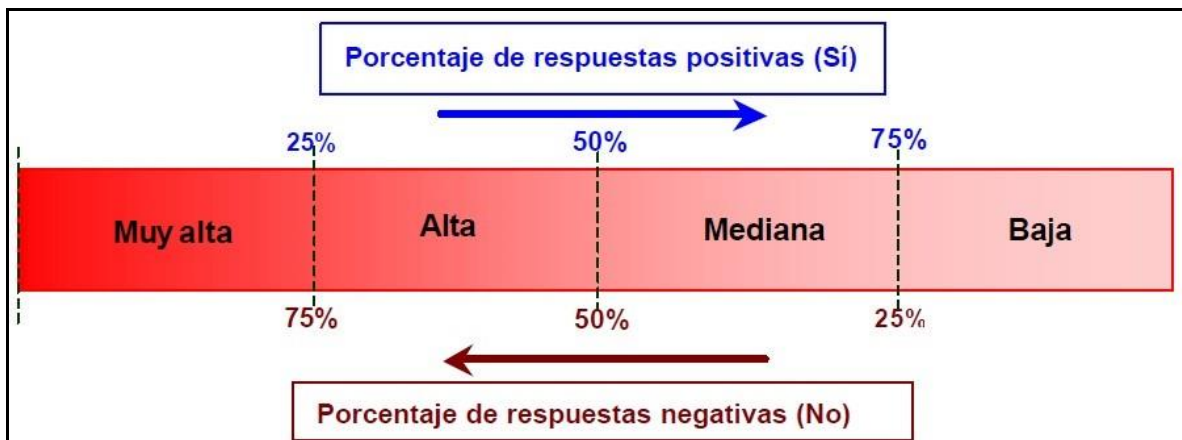 Porcentaje de respuestas positivas (Sí)
25% 50% 75%
Muy alta Alta Mediana Baja
75% 50% 25%
Porcentaje de respuestas negativas (No)